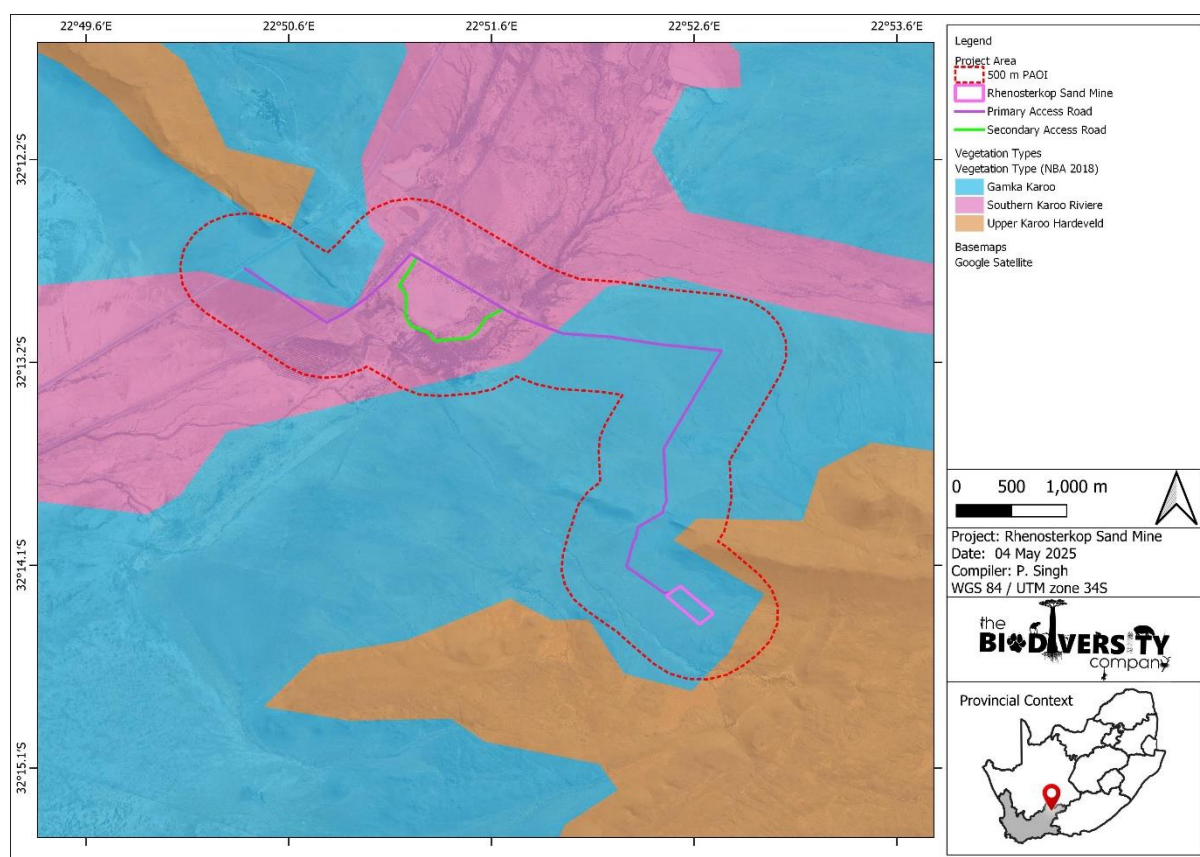 22°49.6′E 22°50.6′E 22°51.6′E 22°52.6′E 22°53.6′E
32°12.2′S
32°13.2′S
32°14.1′S
32°15.1′S
Legend
Project Area
500 m PAOI
Rhenosterkop Sand Mine
Primary Access Road
Secondary Access Road
Vegetation Types
Vegetation Type (NBA 2018)
Gamka Karoo
Southern Karoo Riviere
Upper Karoo Hardeveld
Basemaps
Google Satellite
0 500 1,000 m
Project: Rhenosterkop Sand Mine
Date: 04 May 2025
Compiler: P. Singh
WGS 84 / UTM zone 34S
the
BIODIVERSITY
company
Provincial Context